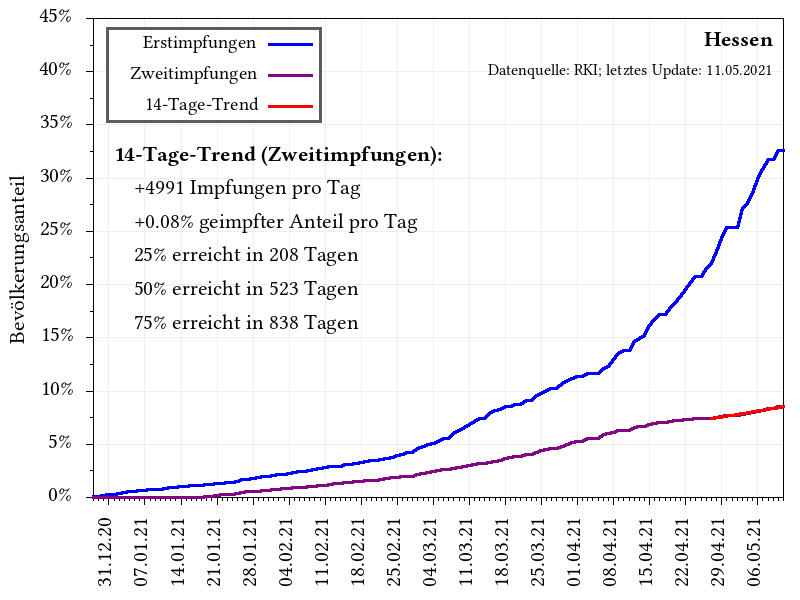 45%
40%
35%
30%
25%
20%
15%
10%
5%
0%
Bevölkerungsanteil
Erstimpfungen
Zweitimpfungen
14-Tage-Trend
Hessen
Datenquelle: RKI; letztes Update: 11.05.2021
14-Tage-Trend (Zweitimpfungen):
+4991 Impfungen pro Tag
+0.08% geimpfter Anteil pro Tag
25% erreicht in 208 Tagen
50% erreicht in 523 Tagen
75% erreicht in 838 Tagen
31.12.20
07.01.21
14.01.21
21.01.21
28.01.21
04.02.21
11.02.21
18.02.21
25.02.21
04.03.21
11.03.21
18.03.21
25.03.21
01.04.21
08.04.21
15.04.21
22.04.21
29.04.21
06.05.21